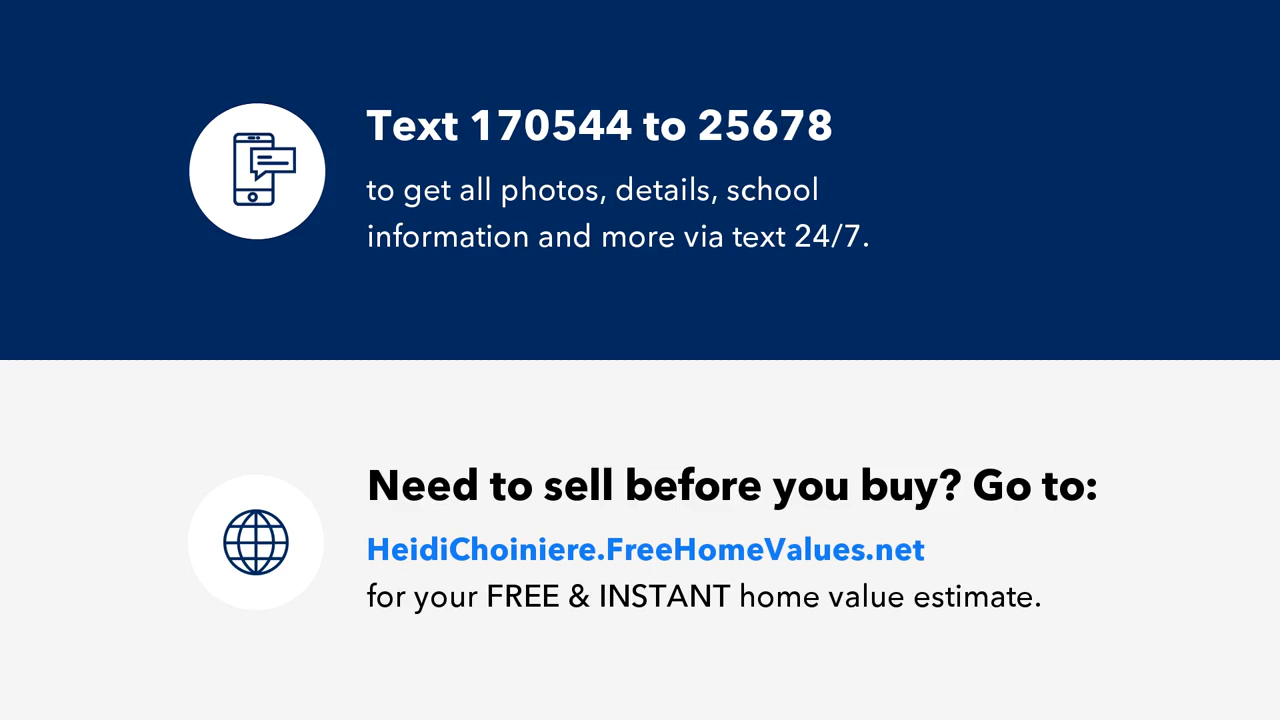 Text 170544 to 25678
to get all photos, details, school
information and more via text 24/7.
Need to sell before you buy? Go to:
HeidiChoiniere.FreeHomeValues.net
for your FREE & INSTANT home value estimate.